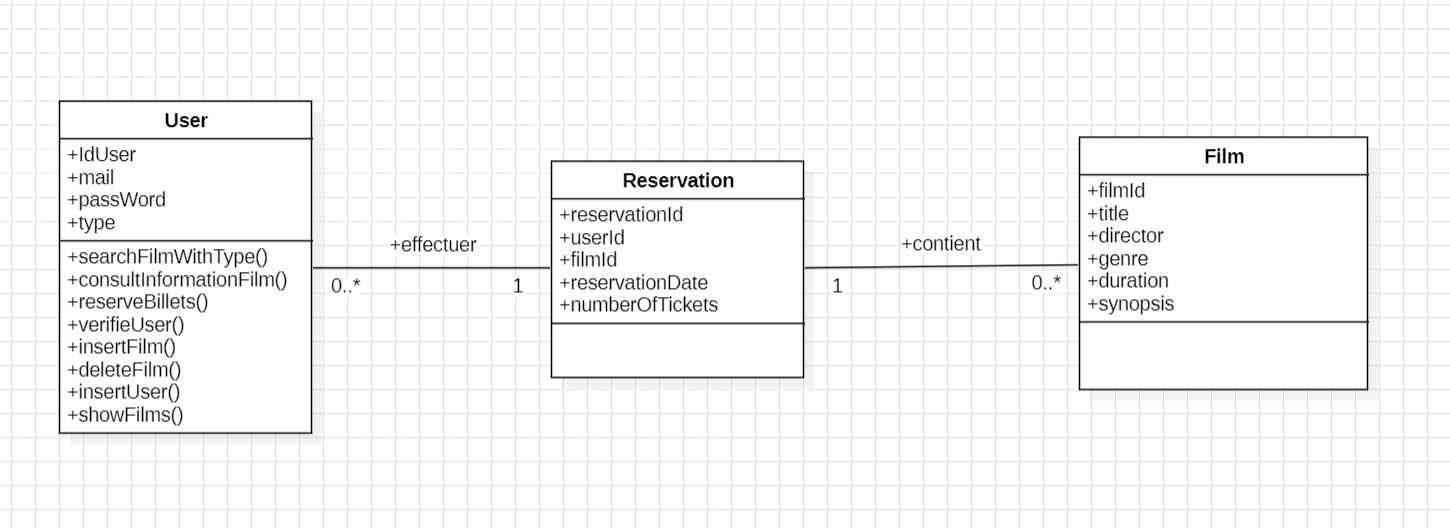 User
+IdUser
+mail
+passWord
+type
+searchFilmWithType()
+consultInformationFilm()
+reserveBillets()
+verifieUser()
+insertFilm()
+deleteFilm()
+insertUser()
+showFilms()
+effectuer
0..*
1
Reservation
+reservationId
+userId
+filmId
+reservationDate
+numberOfTickets
+contient
1
0..*
Film
+filmId
+title
+director
+genre
+duration
+synopsis